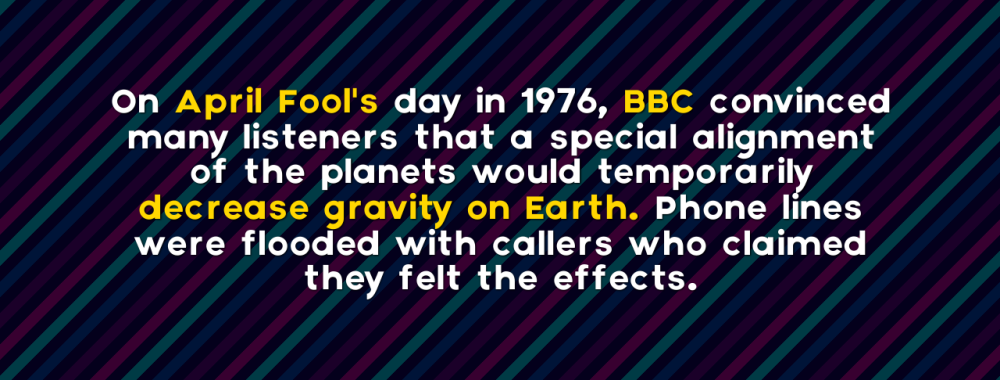 On April Fool's day in 1976, BBC convinced
many listeners that a special alignment
of the planets would temporarily
decrease gravity on Earth. Phone lines
were flooded with callers who claimed
they felt the effects.